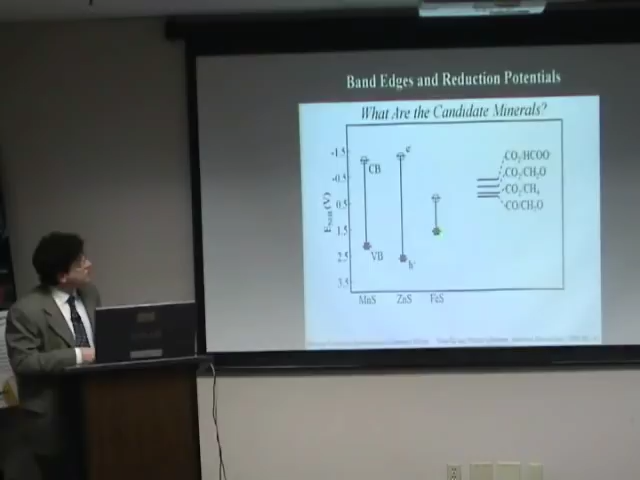 Band Edges and Reduction Potentials
What Are the Candidate Minerals?
-1.5
-0.5
0.5
1.5
2.5
3.5
CB
VB
e-
h+
MnS ZnS FeS
CO₂/HCOO-
CO₂/CH₂O
CO₂/CH₄
CO/CH₂O